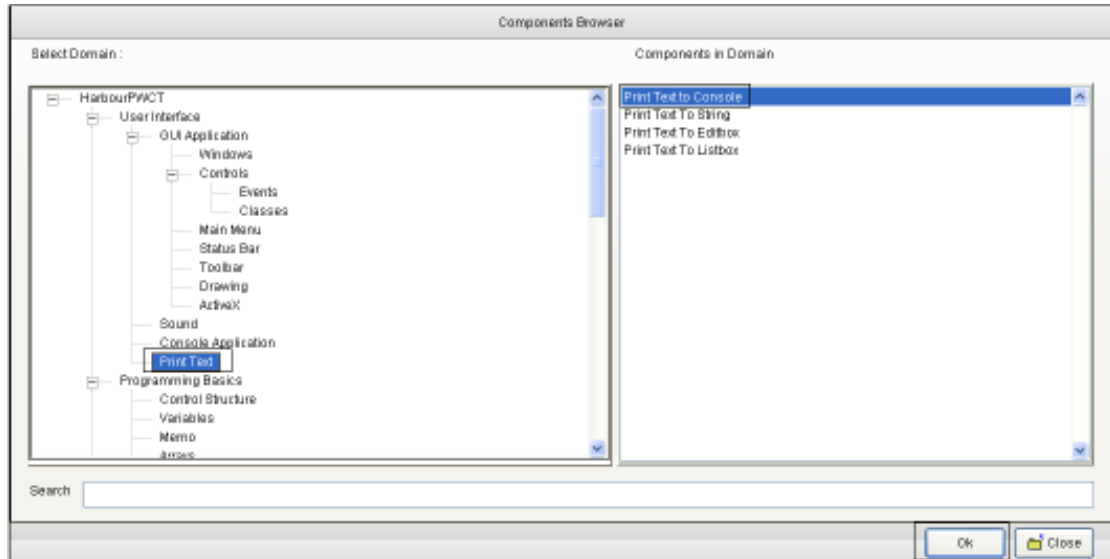 Components Browser
Select Domain :
Components in Domain
HarbourPWCT
User Interface
GUI Application
Windows
Controls
Events
Classes
Main Menu
Status Bar
Toolbar
Drawing
ActiveX
Sound
Console Application
Print Text
Programming Basics
Control Structure
Variables
Memo
Arrays
Print Text to Console
Print Text To String
Print Text To Editbox
Print Text To Listbox
Search
Ok
Close